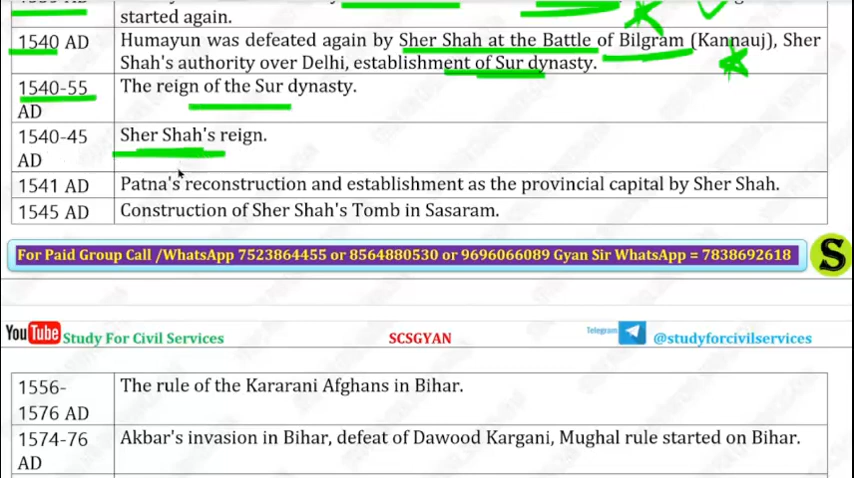 started again.
1540 AD
Humayun was defeated again by Sher Shah at the Battle of Bilgram (Kannauj), Sher
Shah's authority over Delhi, establishment of Sur dynasty.
1540-55
AD
The reign of the Sur dynasty.
1540-45
AD
Sher Shah's reign.
1541 AD
Patna's reconstruction and establishment as the provincial capital by Sher Shah.
1545 AD
Construction of Sher Shah's Tomb in Sasaram.
For Paid Group Call /WhatsApp 7523864455 or 8564880530 or 9696066089 Gyan Sir WhatsApp = 7838692618
S
YouTube Study For Civil Services
SCSGYAN
Telegram @studyforcivilservices
1556-
1576 AD
The rule of the Kararani Afghans in Bihar.
1574-76
AD
Akbar's invasion in Bihar, defeat of Dawood Kargani, Mughal rule started on Bihar.